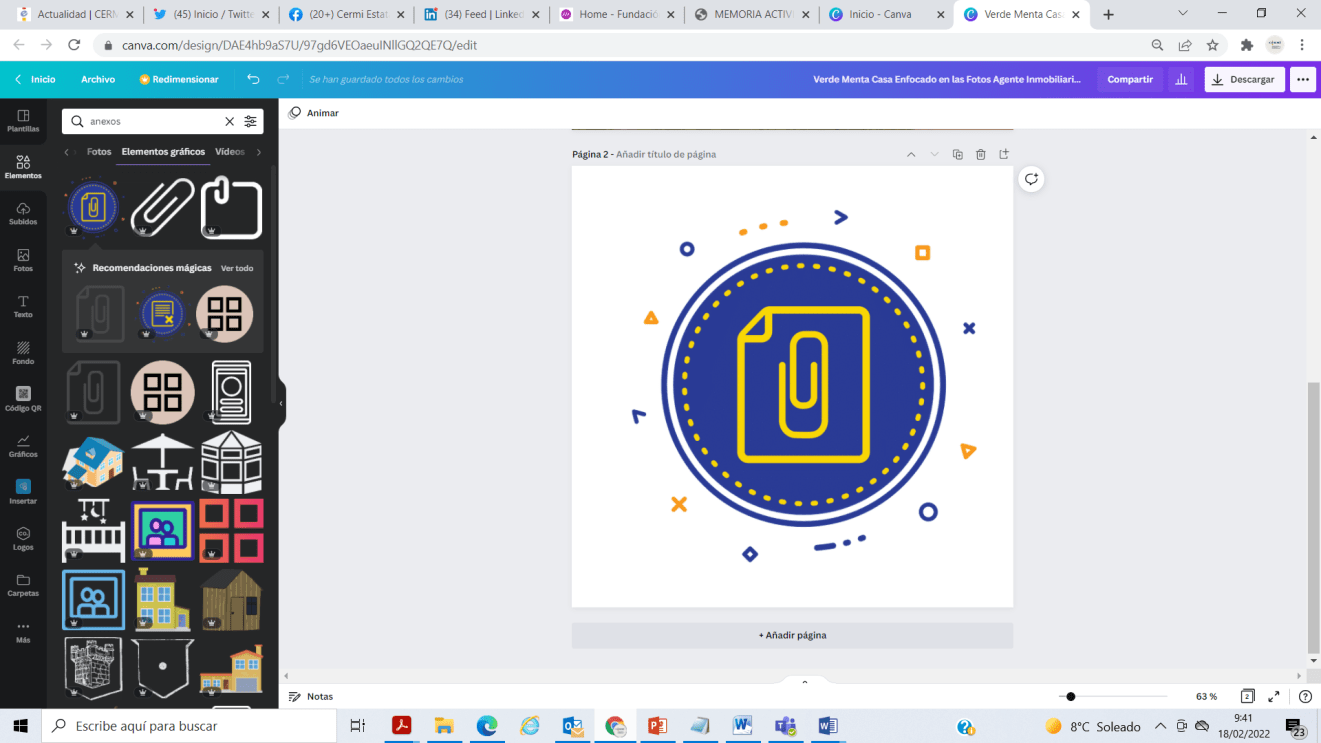 Actualidad | CERM
(45) Inicio / Twitte
(20+) Cermi Estat
(34) Feed | Linked
Home - Fundació
MEMORIA ACTIV
Inicio - Canva
Verde Menta Cas
canva.com/design/DAE4hb9aS7U/97gd6VEOaeulNllGQ2QE7Q/edit
Inicio
Archivo
Redimensionar
Se han guardado todos los cambios
Verde Menta Casa Enfocado en las Fotos Agente Inmobiliari...
Compartir
Descargar
Plantillas
Elementos
Subidos
Fotos
Texto
Fondo
Código QR
Gráficos
Insertar
CO.
Logos
Carpetas
Más
anexos
Fotos
Elementos gráficos
Vídeos
Recomendaciones mágicas
Ver todo
Animar
Página 2 - Añadir título de página
+ Añadir página
Notas
63 %
2
Escribe aquí para buscar
8°C Soleado
9:41
18/02/2022
23